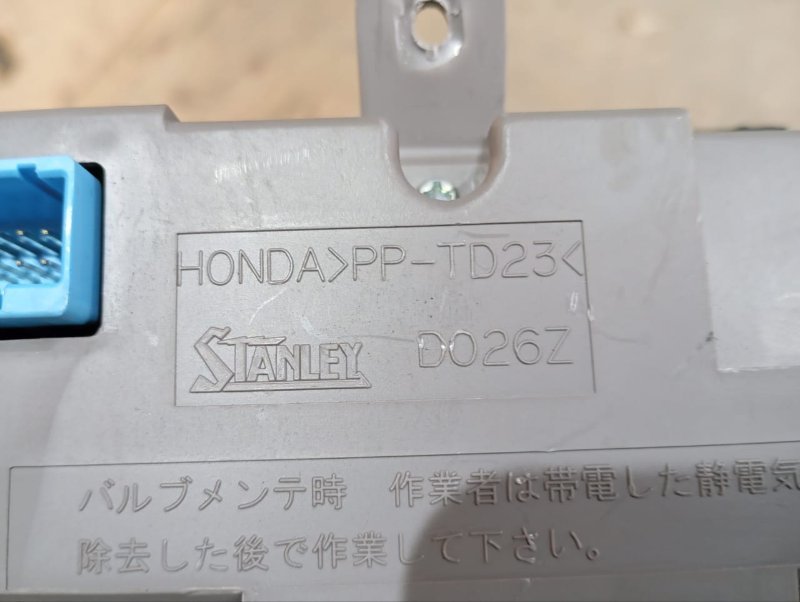 HONDA>PP-TD23<
STANLEY D026Z
バルブメンテ時 作業者は帯電した静電気
除去した後で作業して下さい。